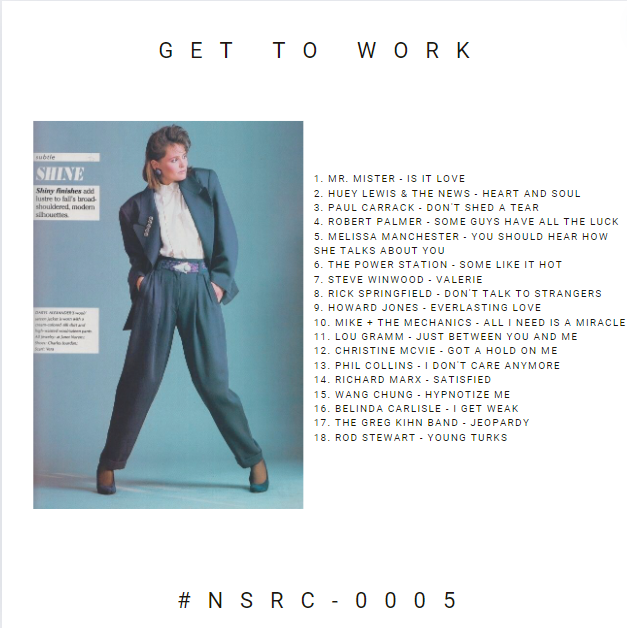 GET TO WORK
subtle
SHINE
Shiny finishes add
lustre to fall's broad-
shouldered, modern
silhouettes.
1. MR. MISTER - IS IT LOVE
2. HUEY LEWIS & THE NEWS - HEART AND SOUL
3. PAUL CARRACK - DON'T SHED A TEAR
4. ROBERT PALMER - SOME GUYS HAVE ALL THE LUCK
5. MELISSA MANCHESTER - YOU SHOULD HEAR HOW
SHE TALKS ABOUT YOU
6. THE POWER STATION - SOME LIKE IT HOT
7. STEVE WINWOOD - VALERIE
8. RICK SPRINGFIELD - DON'T TALK TO STRANGERS
9. HOWARD JONES - EVERLASTING LOVE
10. MIKE + THE MECHANICS - ALL I NEED IS A MIRACLE
11. LOU GRAMM - JUST BETWEEN YOU AND ME
12. CHRISTINE MCVIE - GOT A HOLD ON ME
13. PHIL COLLINS - I DON'T CARE ANYMORE
14. RICHARD MARX - SATISFIED
15. WANG CHUNG - HYPNOTIZE ME
16. BELINDA CARLISLE - I GET WEAK
17. THE GREG KIHN BAND - JEOPARDY
18. ROD STEWART - YOUNG TURKS
#NSRC-0005